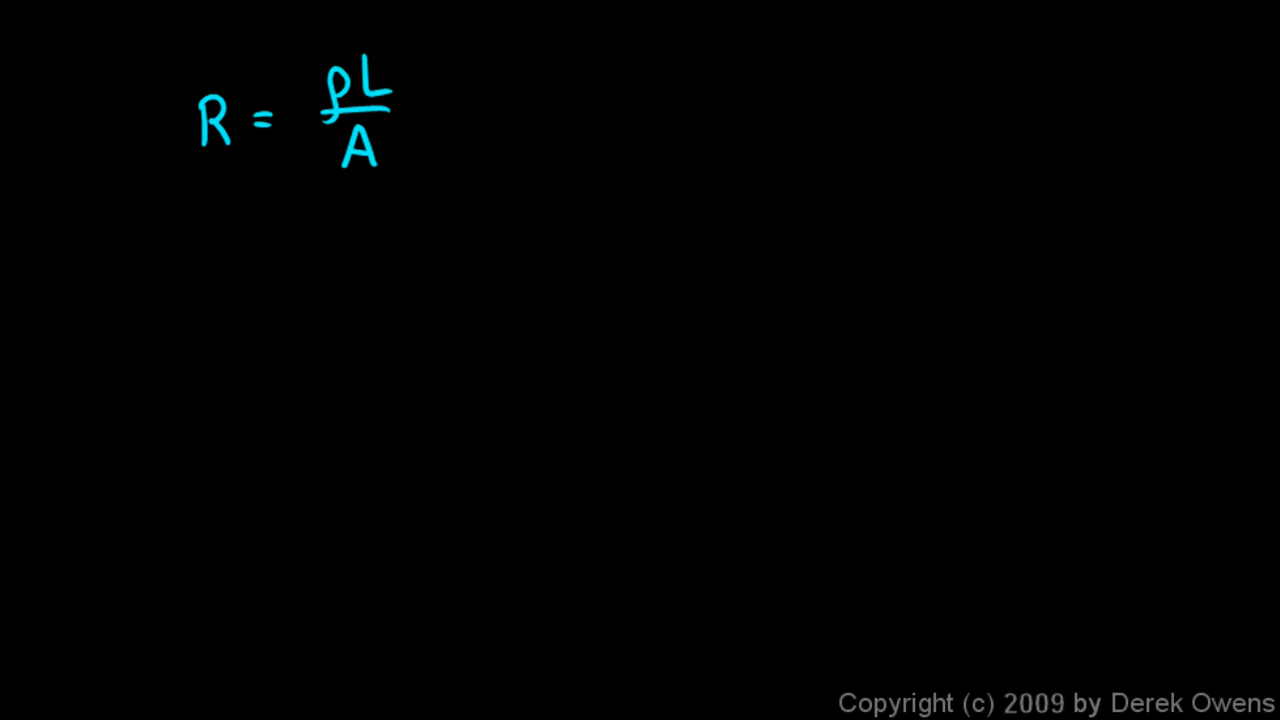 R = ρL/A
Copyright (c) 2009 by Derek Owens